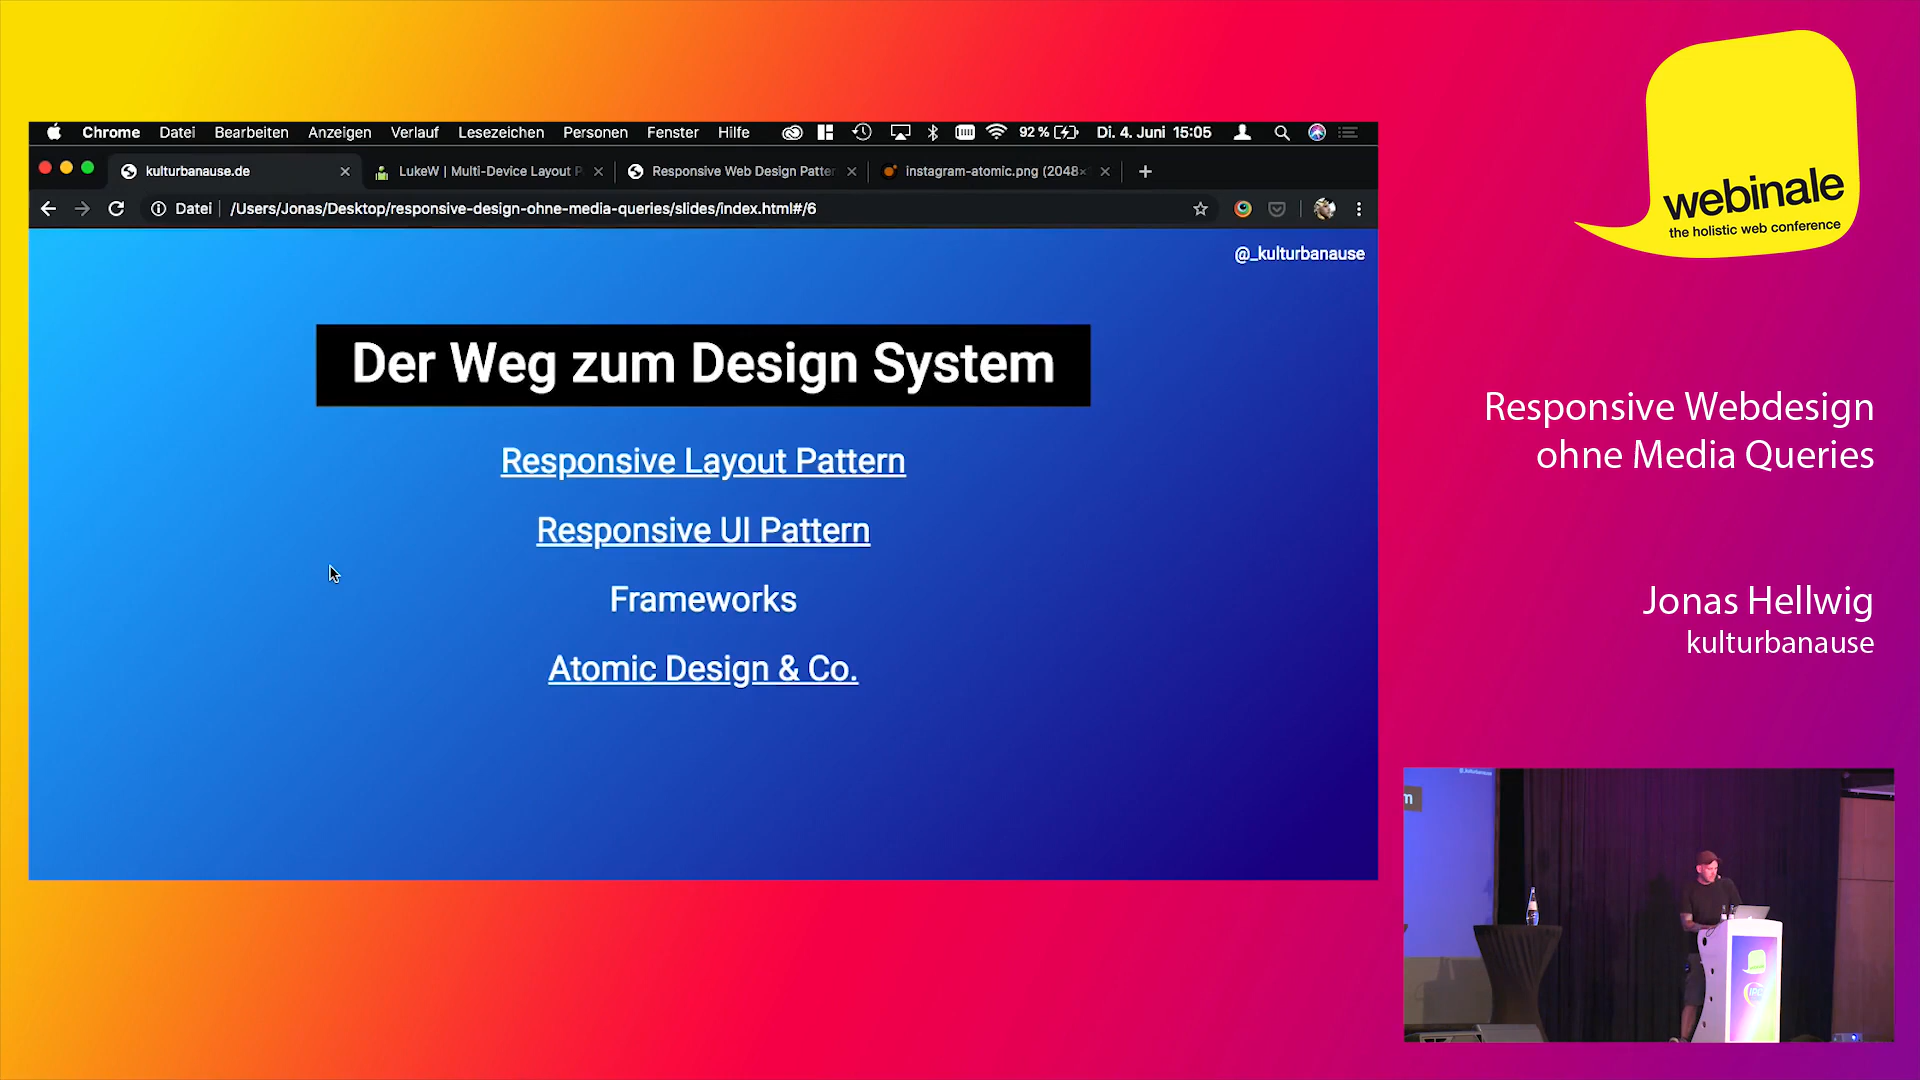 Chrome Datei Bearbeiten Anzeigen Verlauf Lesezeichen Personen Fenster Hilfe 92 % Di. 4. Juni 15:05
kulturbanause.de LukeW | Multi-Device Layout P Responsive Web Design Patter instagram-atomic.png (2048×
Datei /Users/Jonas/Desktop/responsive-design-ohne-media-queries/slides/index.html#/6
@_kulturbanause
Der Weg zum Design System
Responsive Layout Pattern
Responsive UI Pattern
Frameworks
Atomic Design & Co.
webinale
the holistic web conference
Responsive Webdesign
ohne Media Queries
Jonas Hellwig
kulturbanause
m